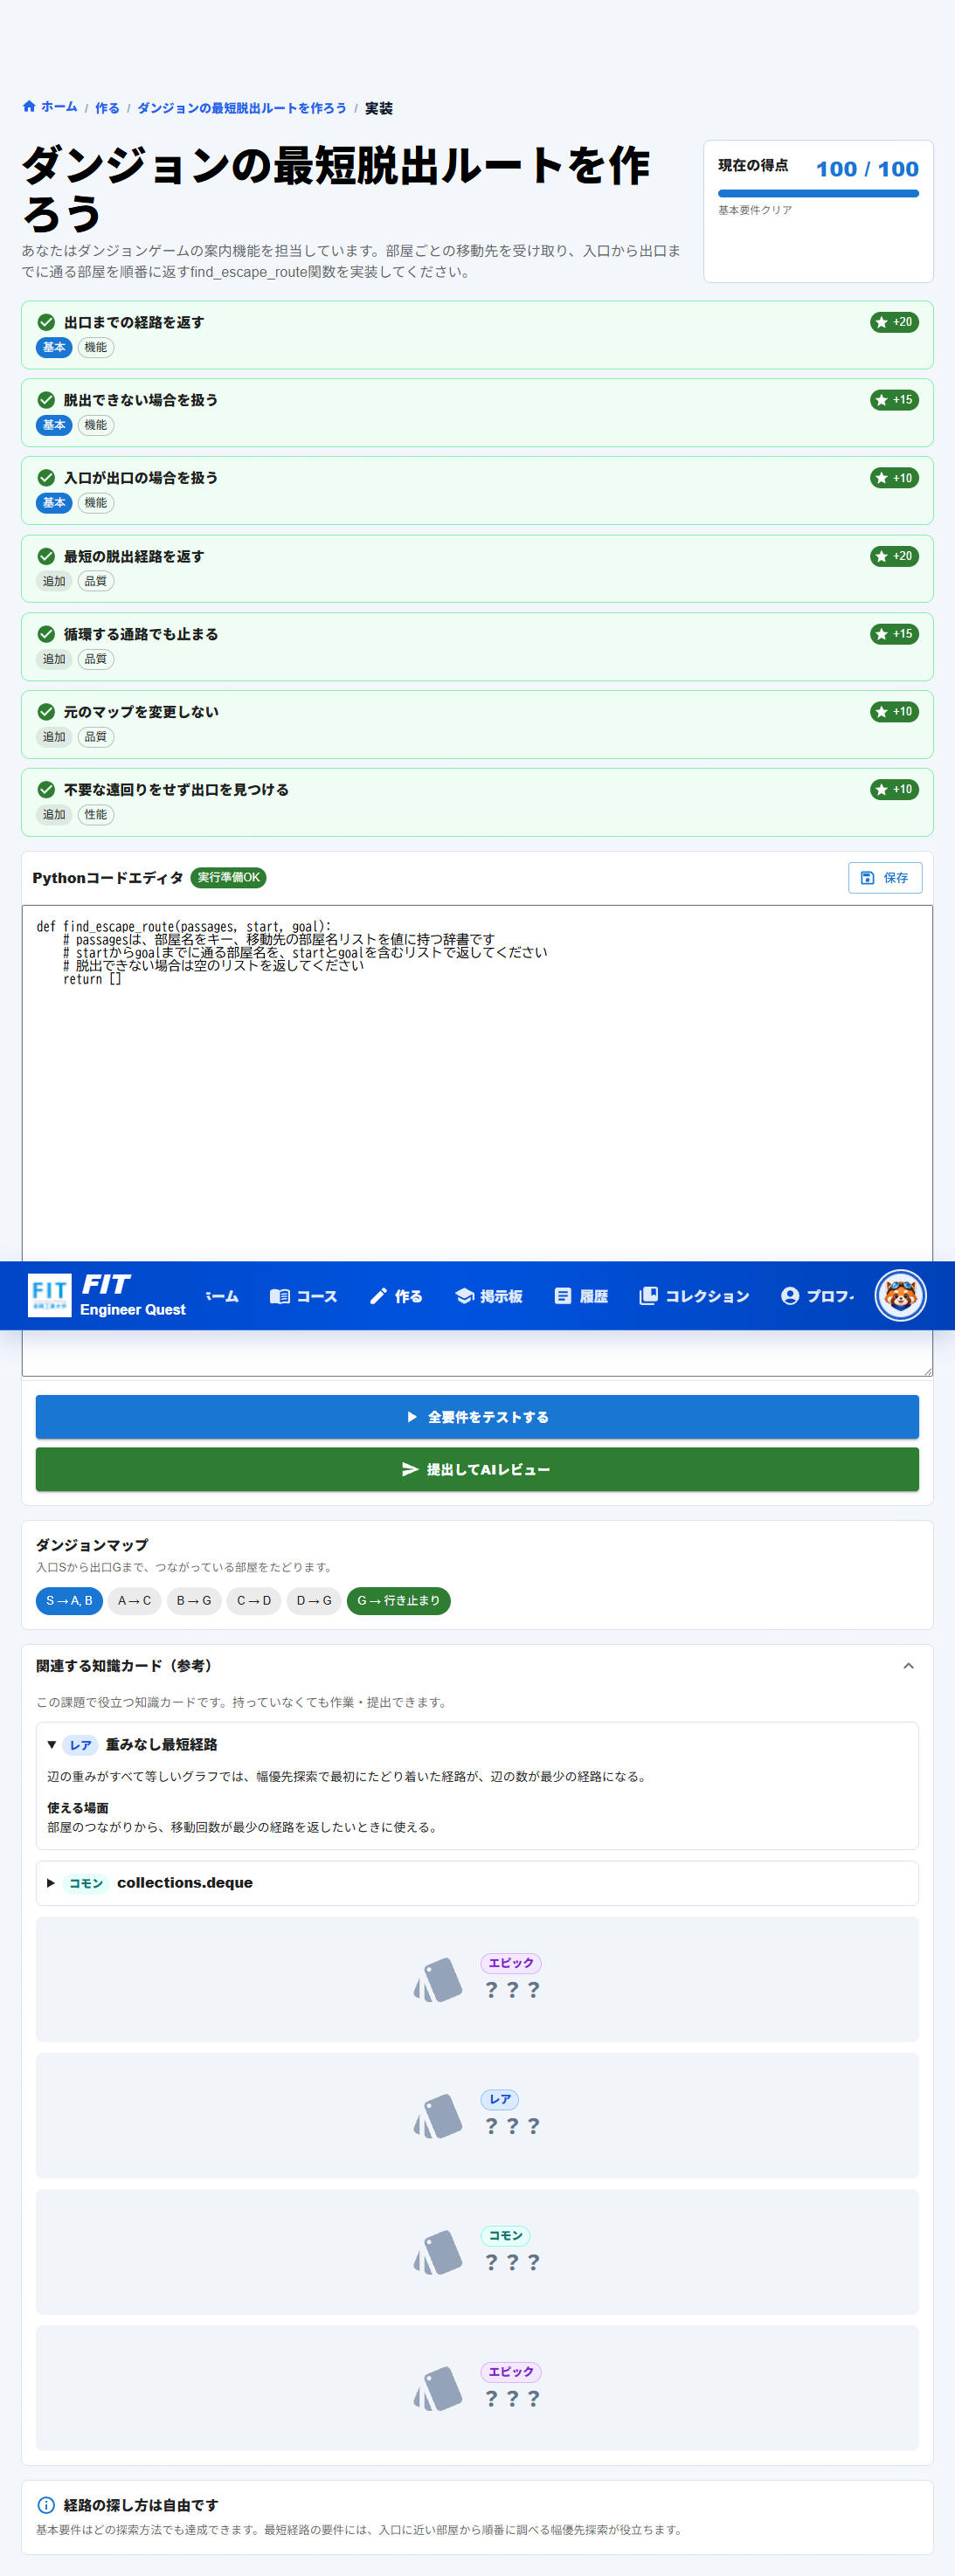 ホーム / 作る / ダンジョンの最短脱出ルートを作ろう / 実装
ダンジョンの最短脱出ルートを作
ろう
あなたはダンジョンゲームの案内機能を担当しています。部屋ごとの移動先を受け取り、入口から出口ま
でに通る部屋を順番に返すfind_escape_route関数を実装してください。
現在の得点 100 / 100
基本要件クリア
出口までの経路を返す +20
基本 機能
脱出できない場合を扱う +15
基本 機能
入口が出口の場合を扱う +10
基本 機能
最短の脱出経路を返す +20
追加 品質
循環する通路でも止まる +15
追加 品質
元のマップを変更しない +10
追加 品質
不要な遠回りをせず出口を見つける +10
追加 性能
Pythonコードエディタ 実行準備OK 保存
def find_escape_route(passages, start, goal):
# passagesは、部屋名をキー、移動先の部屋名リストを値に持つ辞書です
# startからgoalまでに通る部屋名を、startとgoalを含むリストで返してください
# 脱出できない場合は空のリストを返してください
return []
FIT
FIT
Engineer Quest
ーム コース 作る 掲示板 履歴 コレクション プロフィ
全要件をテストする
提出してAIレビュー
ダンジョンマップ
入口Sから出口Gまで、つながっている部屋をたどります。
S → A, B A → C B → G C → D D → G G → 行き止まり
関連する知識カード（参考）
この課題で役立つ知識カードです。持っていなくても作業・提出できます。
▼ レア 重みなし最短経路
辺の重みがすべて等しいグラフでは、幅優先探索で最初にたどり着いた経路が、辺の数が最少の経路になる。
使える場面
部屋のつながりから、移動回数が最少の経路を返したいときに使える。
▶ コモン collections.deque
エピック
？？？
レア
？？？
コモン
？？？
エピック
？？？
経路の探し方は自由です
基本要件はどの探索方法でも達成できます。最短経路の要件には、入口に近い部屋から順番に調べる幅優先探索が役立ちます。